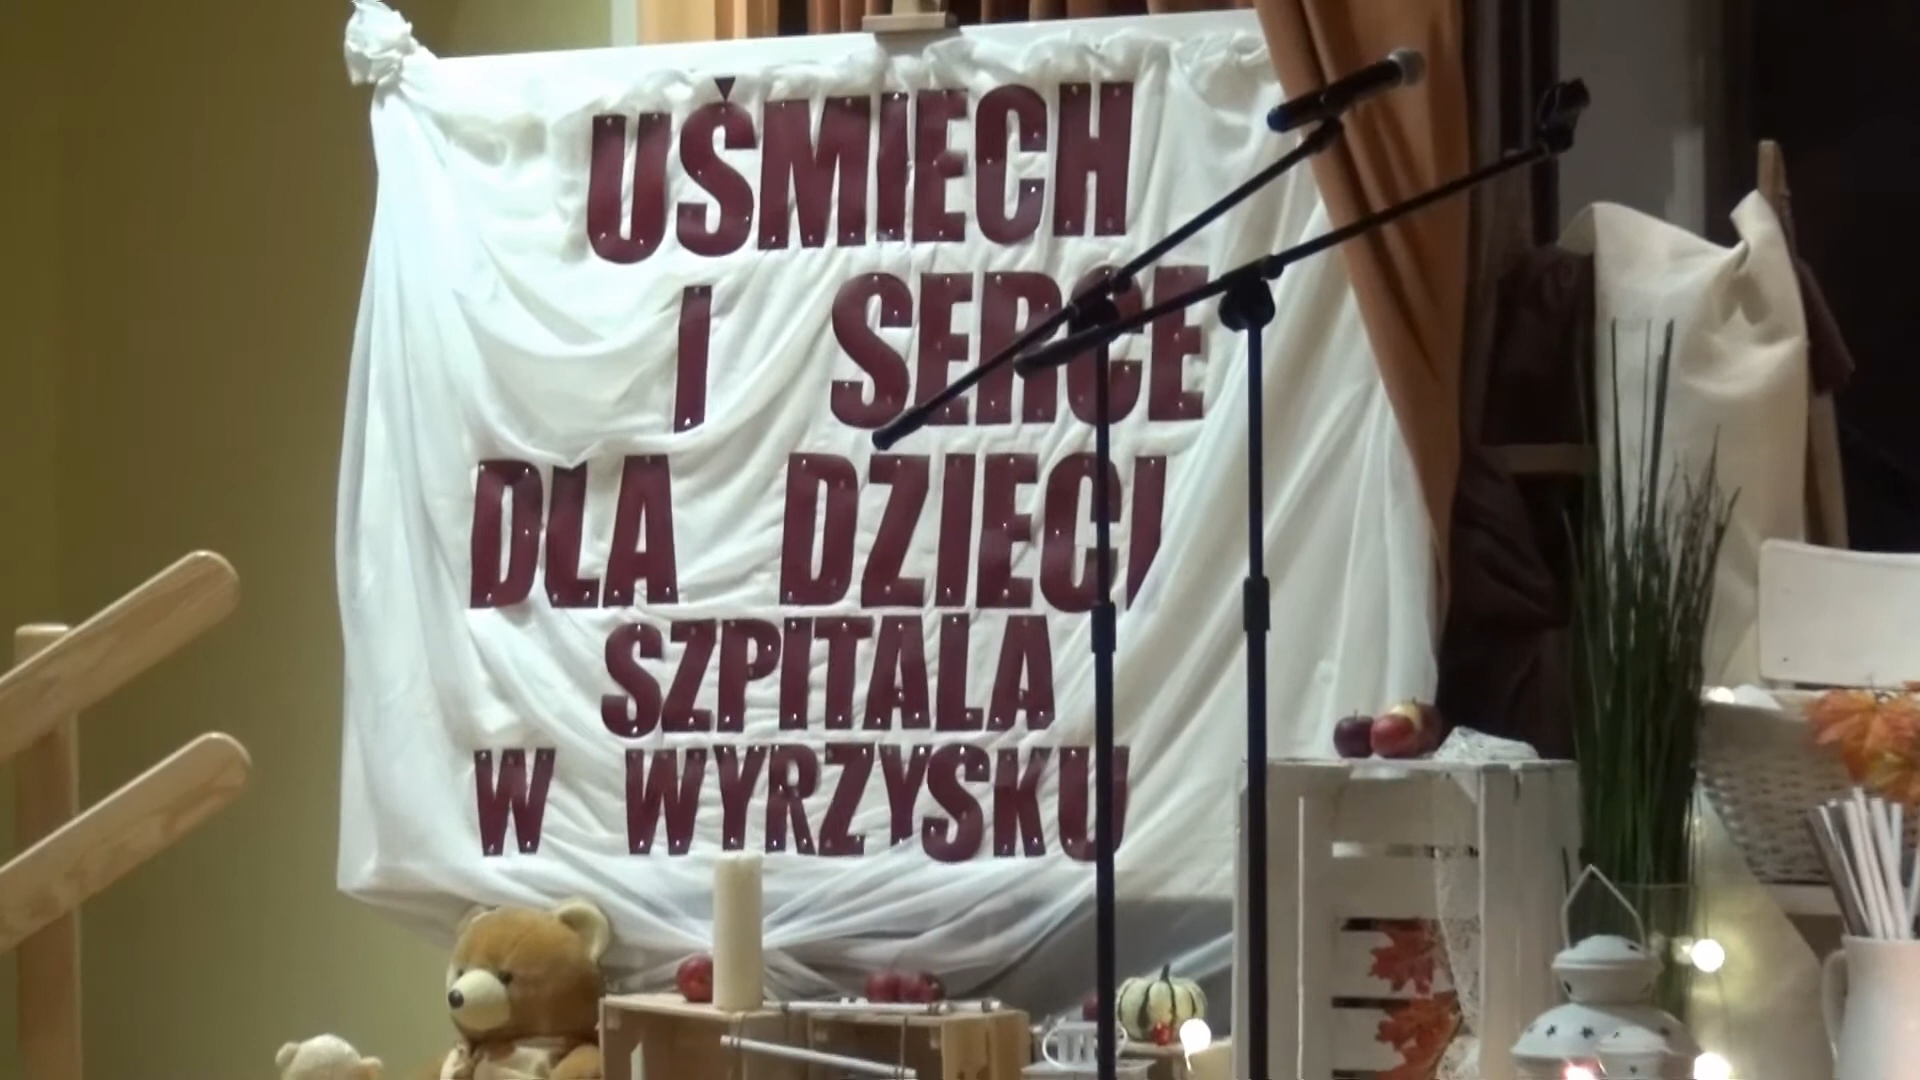 UŚMIECH
I SERCE
DLA DZIECI
SZPITALA
W WYRZYSKU